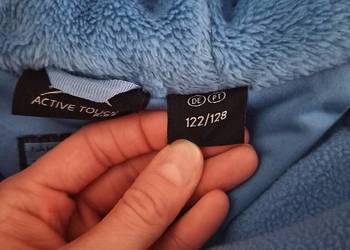 ACTIVE TOUCH
DE PT
122/128